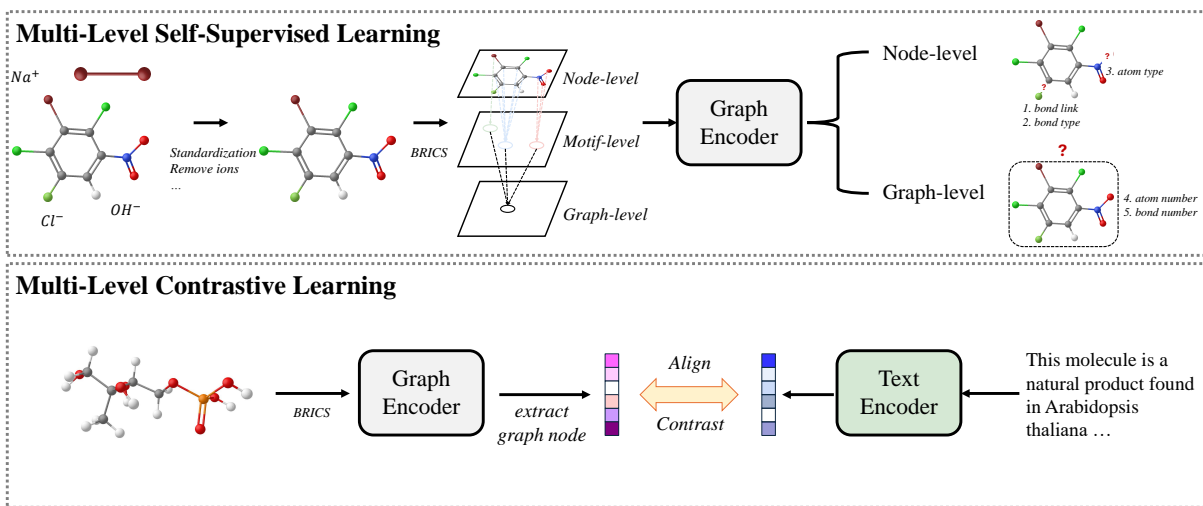 Multi-Level Self-Supervised Learning
Na⁺
Cl⁻
OH⁻
Standardization
Remove ions
...
BRICS
Node-level
Motif-level
Graph-level
Graph
Encoder
Node-level
Graph-level
?
?
3. atom type
1. bond link
2. bond type
?
4. atom number
5. bond number
Multi-Level Contrastive Learning
BRICS
Graph
Encoder
extract
graph node
Align
Contrast
Text
Encoder
This molecule is a
natural product found
in Arabidopsis
thaliana ...